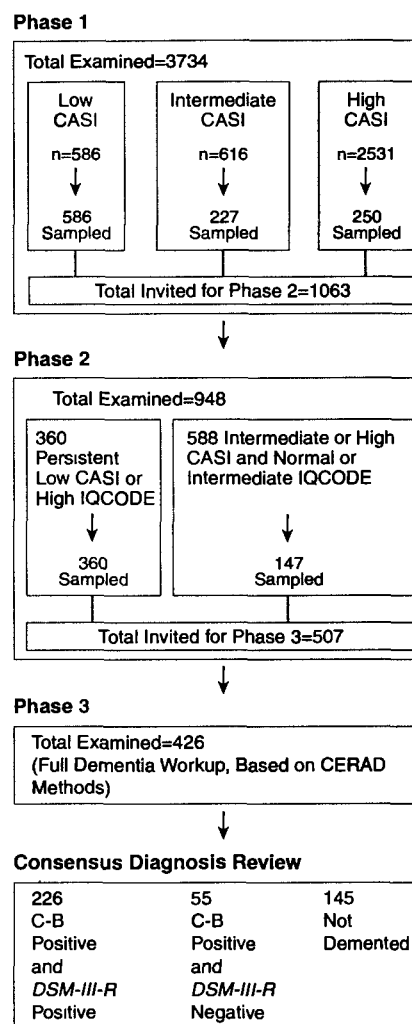 Phase 1
Total Examined=3734
Low CASI
n=586
586 Sampled
Intermediate CASI
n=616
227 Sampled
High CASI
n=2531
250 Sampled
Total Invited for Phase 2=1063
Phase 2
Total Examined=948
360
Persistent
Low CASI or
High IQCODE
360
Sampled
588 Intermediate or High
CASI and Normal or
Intermediate IQCODE
147
Sampled
Total Invited for Phase 3=507
Phase 3
Total Examined=426
(Full Dementia Workup, Based on CERAD
Methods)
Consensus Diagnosis Review
226
C-B
Positive
and
DSM-III-R
Positive
55
C-B
Positive
and
DSM-III-R
Negative
145
Not
Demented